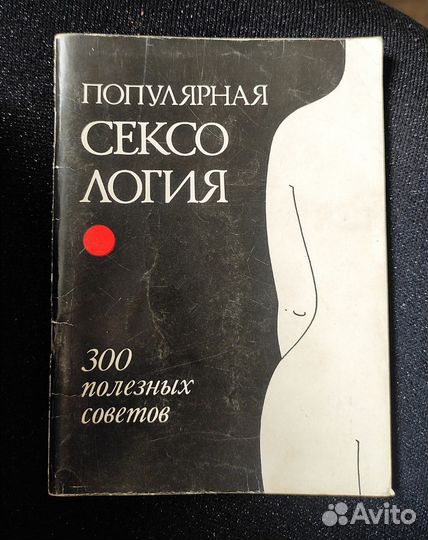 ПОПУЛЯРНАЯ
СЕКСО
ЛОГИЯ
300
полезных
советов
Avito